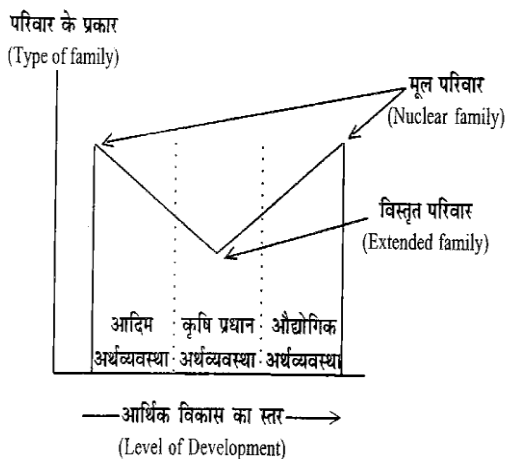 परिवार के प्रकार
(Type of family)
मूल परिवार
(Nuclear family)
विस्तृत परिवार
(Extended family)
आदिम
अर्थव्यवस्था
कृषि प्रधान
अर्थव्यवस्था
औद्योगिक
अर्थव्यवस्था
आर्थिक विकास का स्तर
(Level of Development)